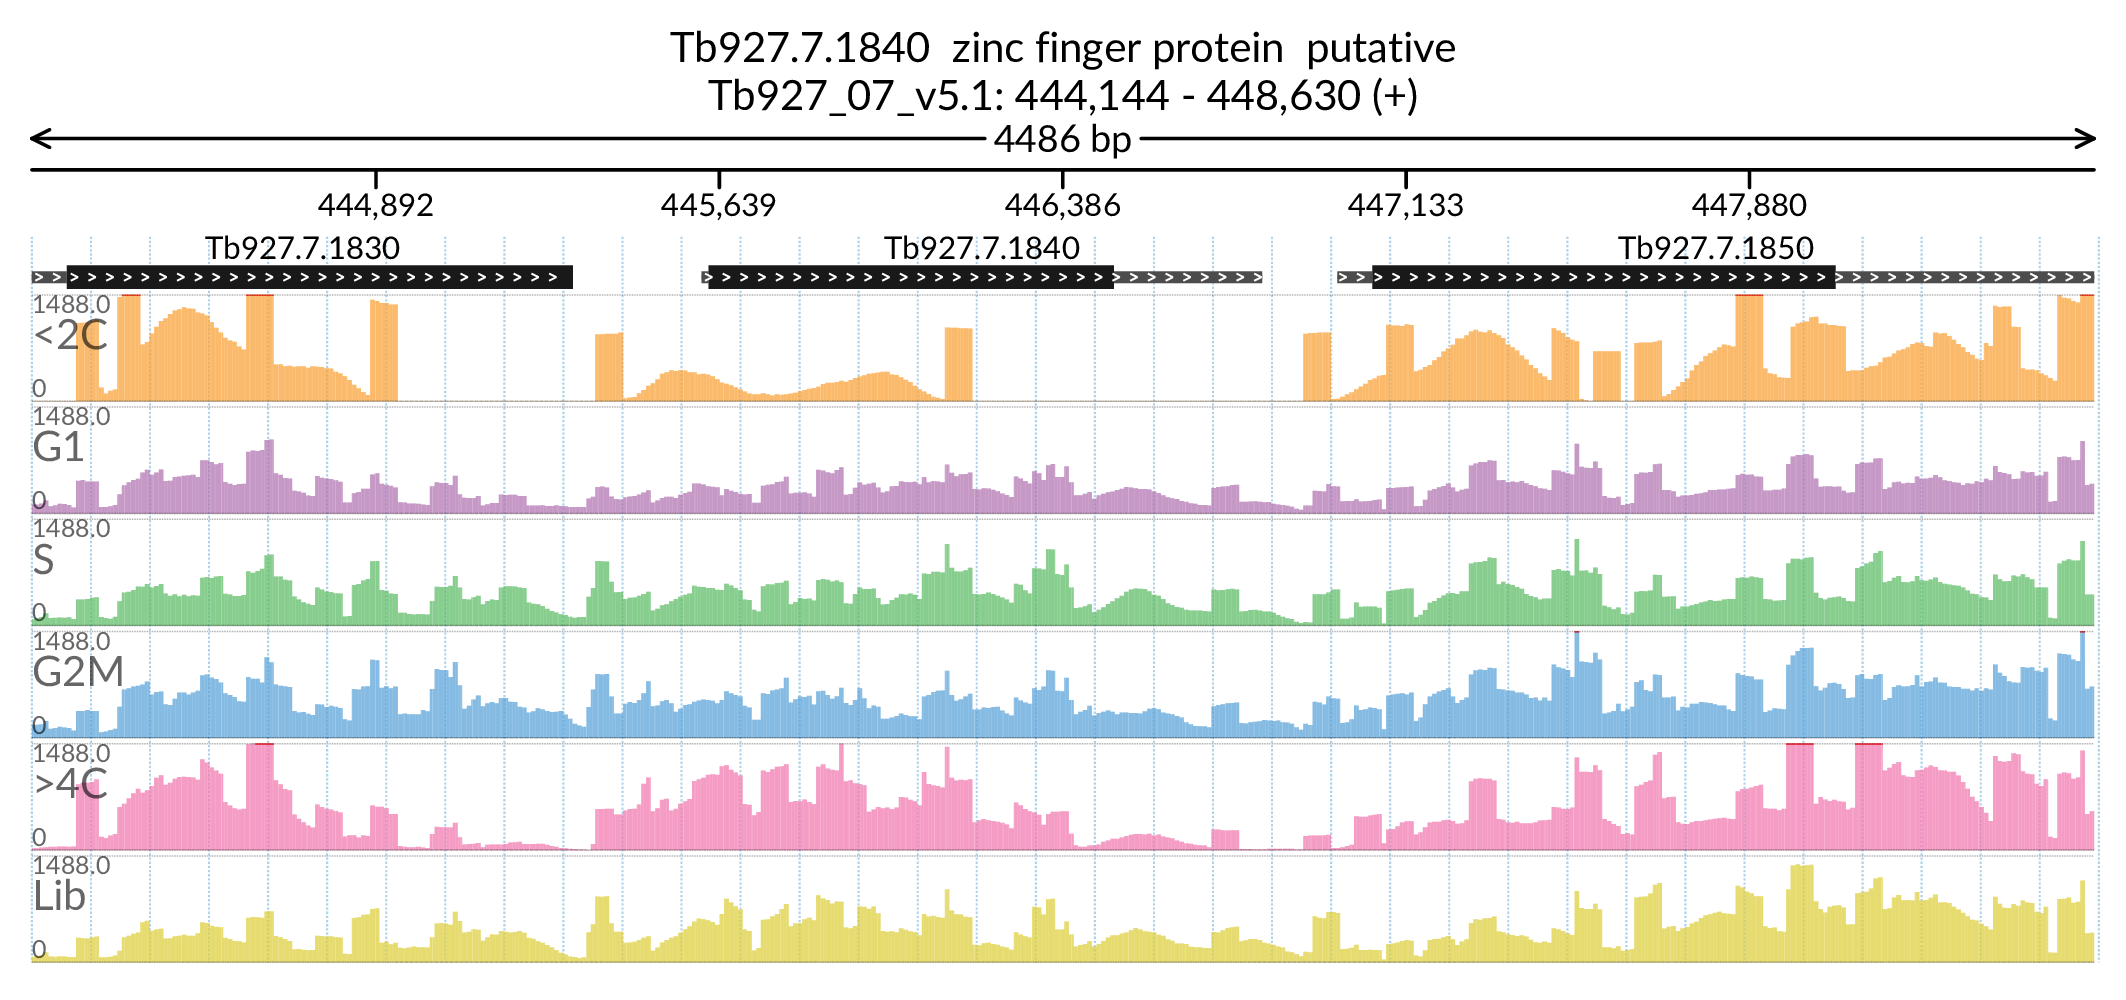 Tb927.7.1840 zinc finger protein putative
Tb927_07_v5.1: 444,144 - 448,630 (+)
4486 bp
444,892 445,639 446,386 447,133 447,880
Tb927.7.1830 Tb927.7.1840 Tb927.7.1850
1488.0
<2C
0
1488.0
G1
0
1488.0
S
0
1488.0
G2M
0
1488.0
>4C
0
1488.0
Lib
0